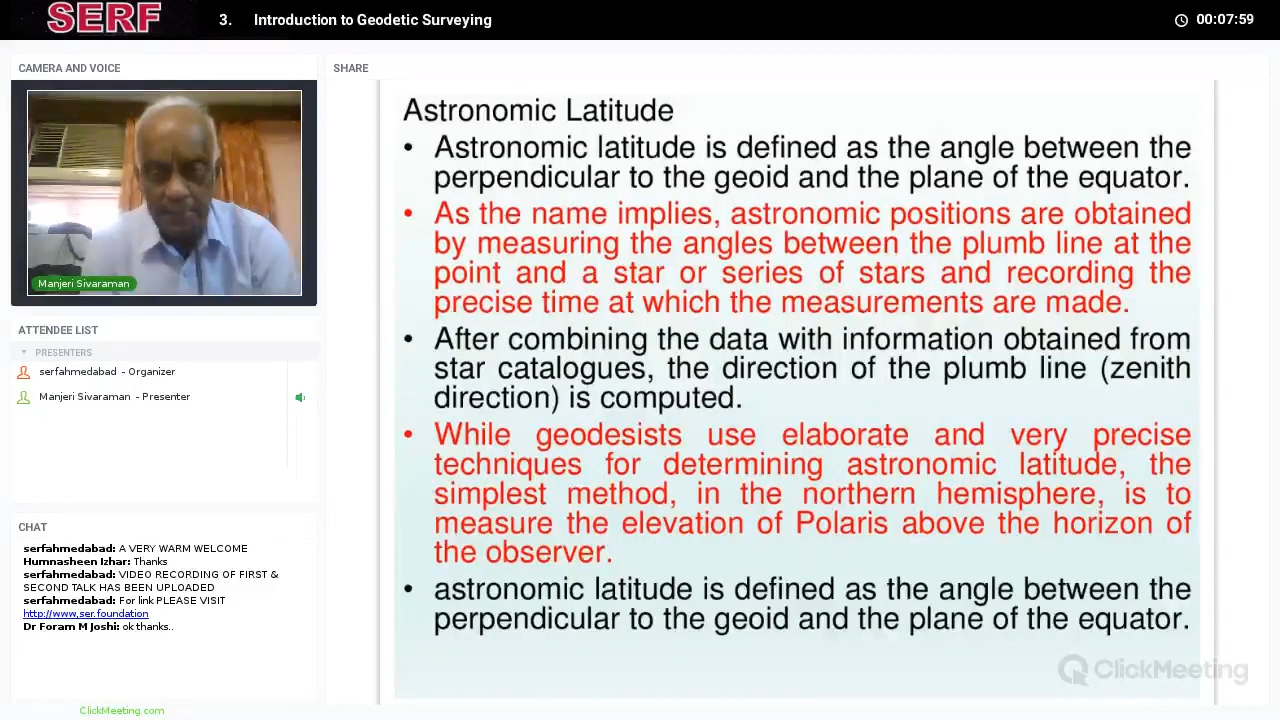 SERF
3. Introduction to Geodetic Surveying
00:07:59
CAMERA AND VOICE
Manjeri Sivaraman
ATTENDEE LIST
PRESENTERS
serfahmedabad - Organizer
Manjeri Sivaraman - Presenter
CHAT
serfahmedabad: A VERY WARM WELCOME
Humnasheen Izhar: Thanks
serfahmedabad: VIDEO RECORDING OF FIRST &
SECOND TALK HAS BEEN UPLOADED
serfahmedabad: For link PLEASE VISIT
http://www.ser.foundation
Dr Foram M Joshi: ok thanks..
ClickMeeting.com
SHARE
Astronomic Latitude
• Astronomic latitude is defined as the angle between the
perpendicular to the geoid and the plane of the equator.
• As the name implies, astronomic positions are obtained
by measuring the angles between the plumb line at the
point and a star or series of stars and recording the
precise time at which the measurements are made.
• After combining the data with information obtained from
star catalogues, the direction of the plumb line (zenith
direction) is computed.
• While geodesists use elaborate and very precise
techniques for determining astronomic latitude, the
simplest method, in the northern hemisphere, is to
measure the elevation of Polaris above the horizon of
the observer.
• astronomic latitude is defined as the angle between the
perpendicular to the geoid and the plane of the equator.
ClickMeeting